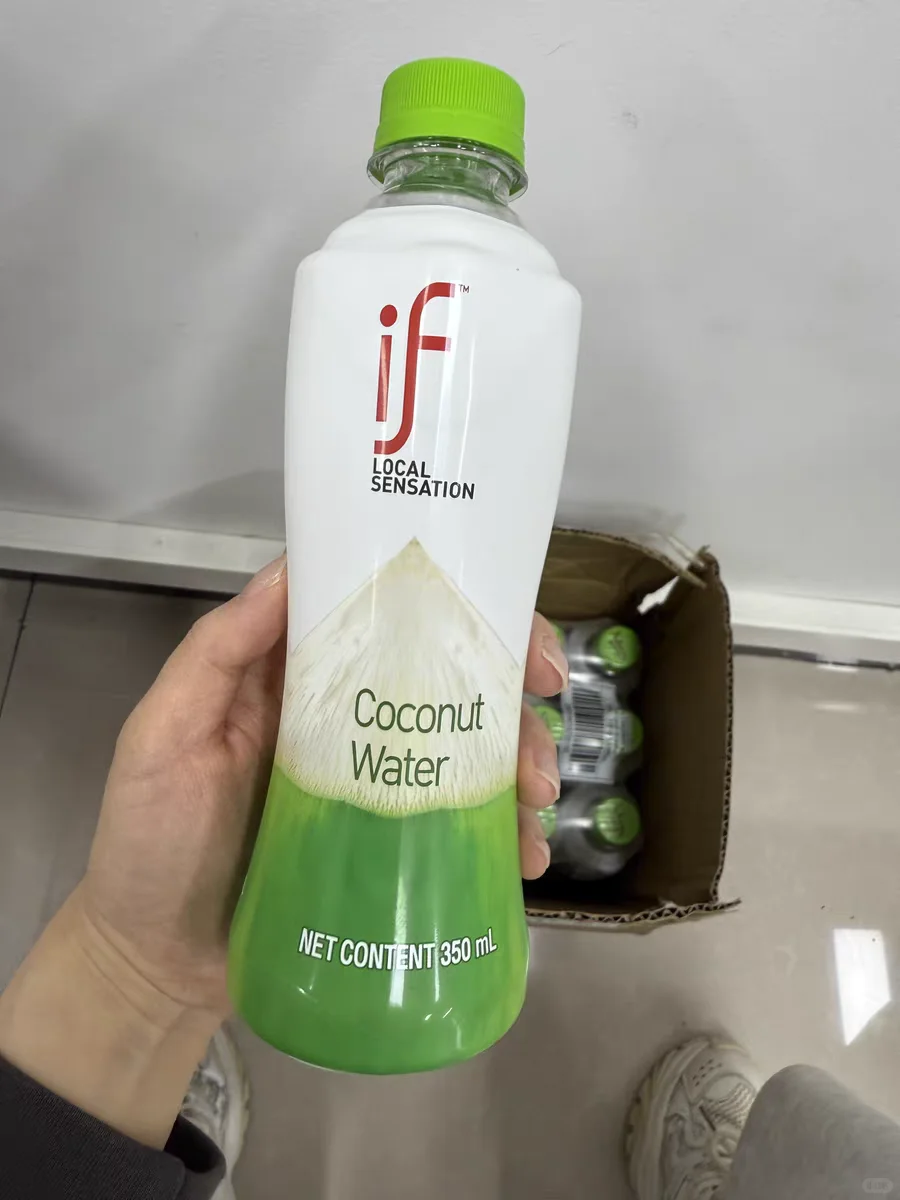 if™
LOCAL
SENSATION
Coconut
Water
NET CONTENT 350 mL